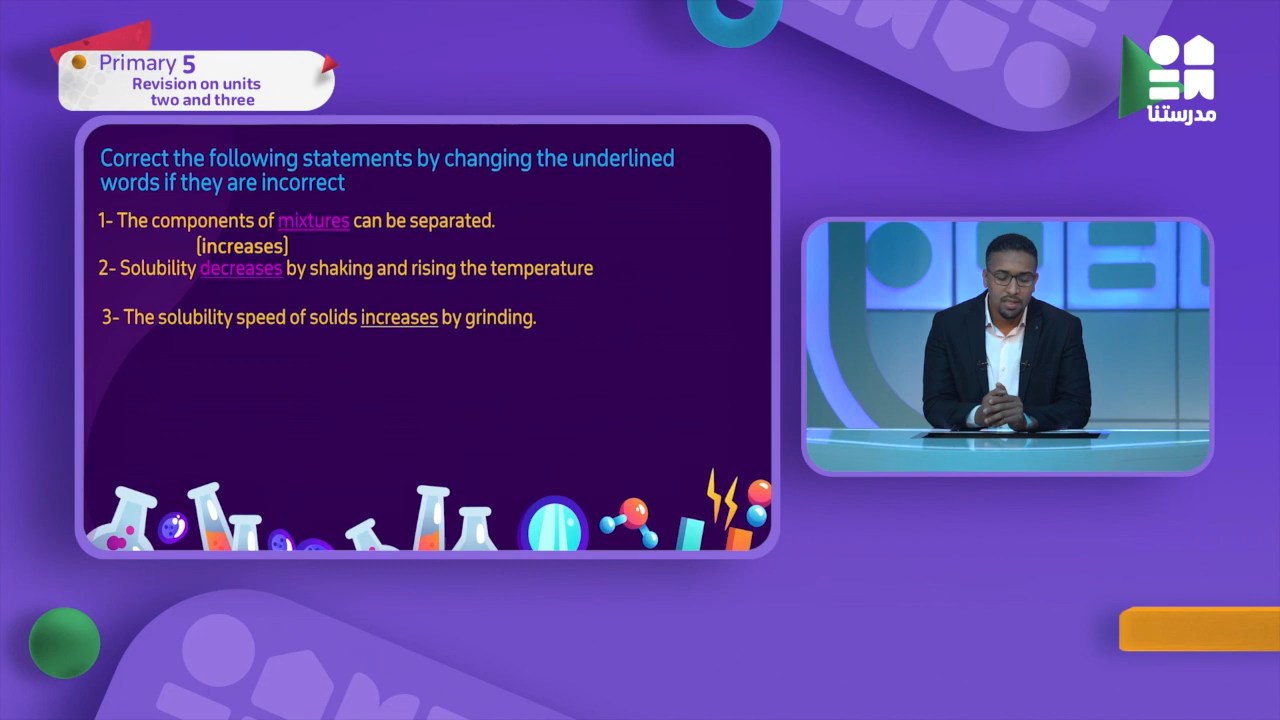 Primary 5
Revision on units
two and three
مدرستنا
Correct the following statements by changing the underlined
words if they are incorrect
1- The components of mixtures can be separated.
[increases]
2- Solubility decreases by shaking and rising the temperature
3- The solubility speed of solids increases by grinding.